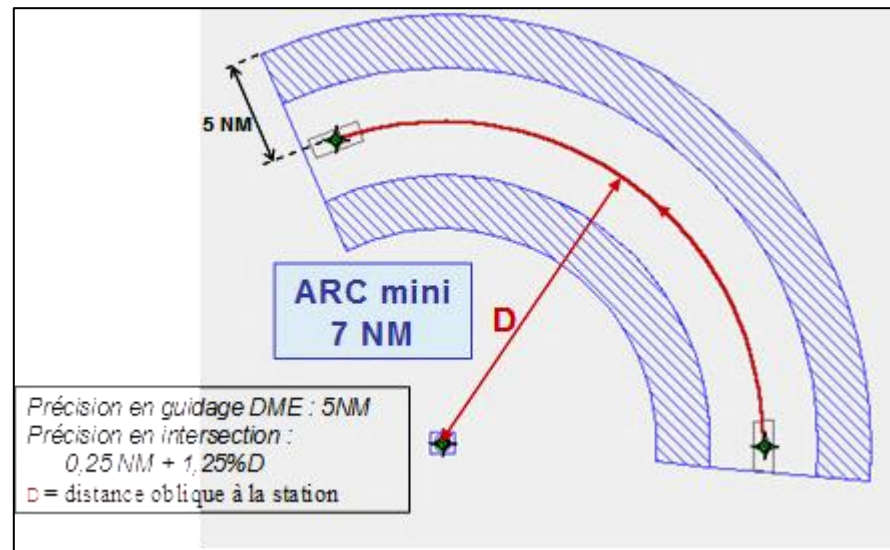 5 NM
ARC mini
7 NM
D
Précision en guidage DME : 5NM
Précision en intersection :
0,25 NM + 1,25%D
D = distance oblique à la station